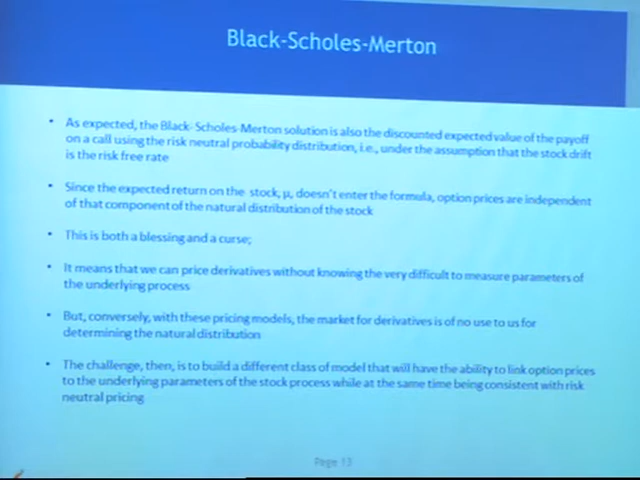 Black-Scholes-Merton
• As expected, the Black- Scholes-Merton solution is also the discounted expected value of the payoff
on a call using the risk neutral probability distribution, i.e., under the assumption that the stock drift
is the risk free rate
• Since the expected return on the stock, μ, doesn't enter the formula, option prices are independent
of that component of the natural distribution of the stock
• This is both a blessing and a curse;
• It means that we can price derivatives without knowing the very difficult to measure parameters of
the underlying process
• But, conversely, with these pricing models, the market for derivatives is of no use to us for
determining the natural distribution
• The challenge, then, is to build a different class of model that will have the ability to link option prices
to the underlying parameters of the stock process while at the same time being consistent with risk
neutral pricing
Page 13